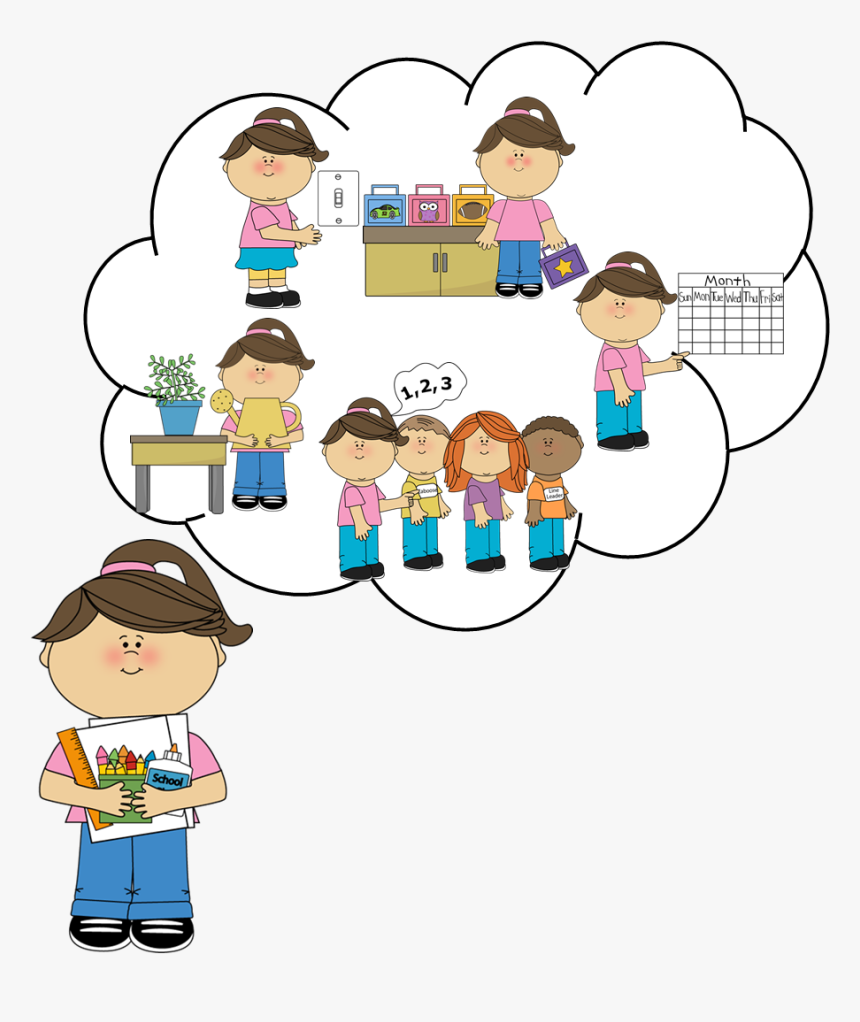 Month
Sun Mon Tue Wed Thu Fri Sat
1, 2, 3
Line
Leader
School